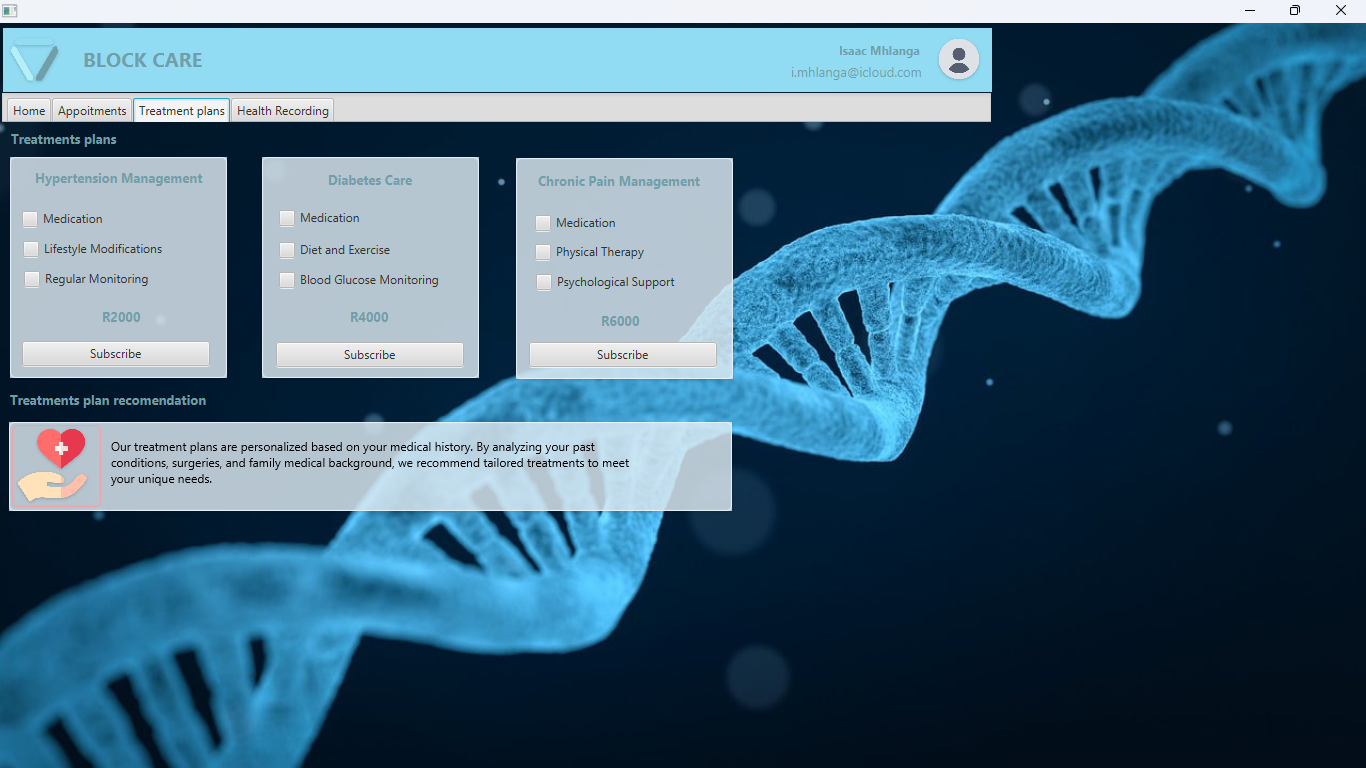 BLOCK CARE
Isaac Mhlanga
i.mhlanga@icloud.com
Home Appoitments Treatment plans Health Recording
Treatments plans
Hypertension Management
Medication
Lifestyle Modifications
Regular Monitoring
R2000
Subscribe
Diabetes Care
Medication
Diet and Exercise
Blood Glucose Monitoring
R4000
Subscribe
Chronic Pain Management
Medication
Physical Therapy
Psychological Support
R6000
Subscribe
Treatments plan recomendation
Our treatment plans are personalized based on your medical history. By analyzing your past
conditions, surgeries, and family medical background, we recommend tailored treatments to meet
your unique needs.